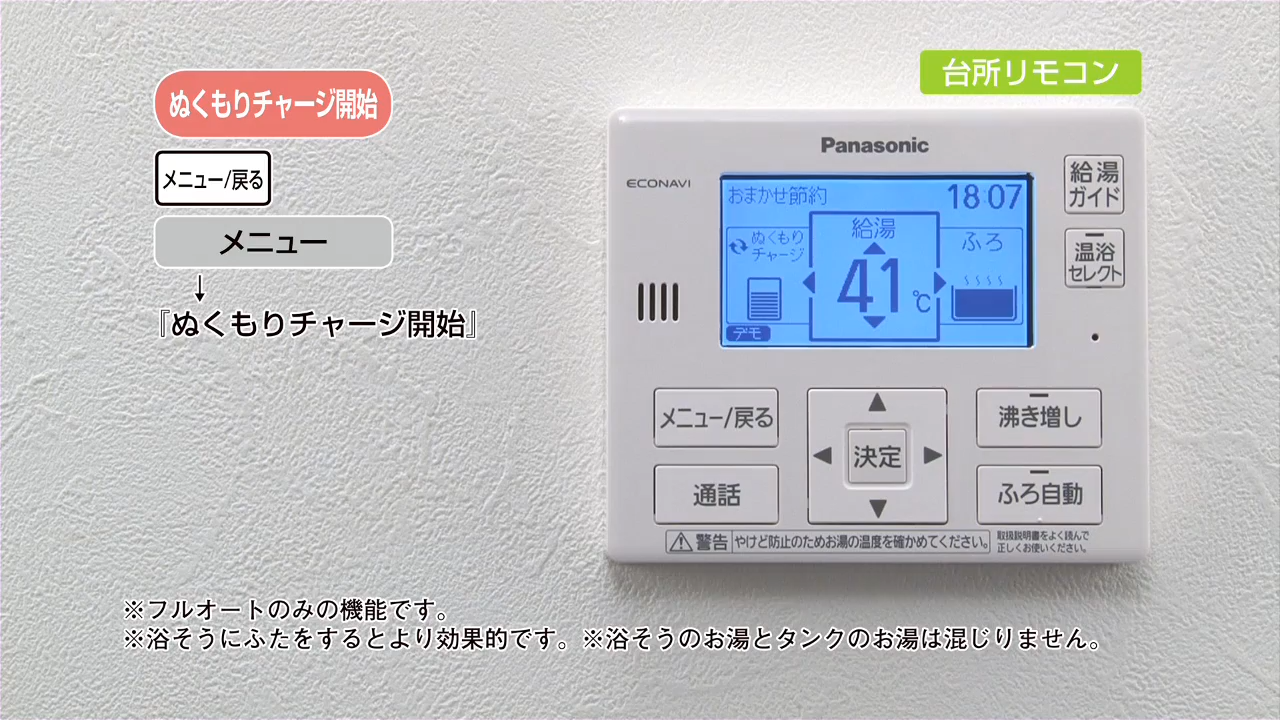 台所リモコン
ぬくもりチャージ開始
メニュー/戻る
メニュー
↓
『ぬくもりチャージ開始』
Panasonic
ECONAVI
おまかせ節約 18:07
ぬくもり
チャージ
給湯
41℃
ふろ
デモ
給湯
ガイド
温浴
セレクト
メニュー/戻る
決定
沸き増し
通話
ふろ自動
警告 やけど防止のためお湯の温度を確かめてください。
取扱説明書をよく読んで
正しくお使いください。
※フルオートのみの機能です。
※浴そうにふたをするとより効果的です。※浴そうのお湯とタンクのお湯は混じりません。